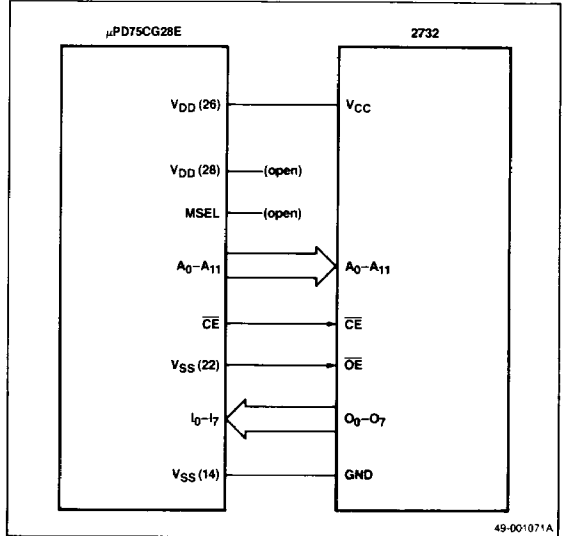 μPD75CG28E 2732
VDD (26) VCC
VDD (28) (open)
MSEL (open)
A0–A11 A0–A11
CE CE
VSS (22) OE
I0–I7 O0–O7
VSS (14) GND
49-001071A